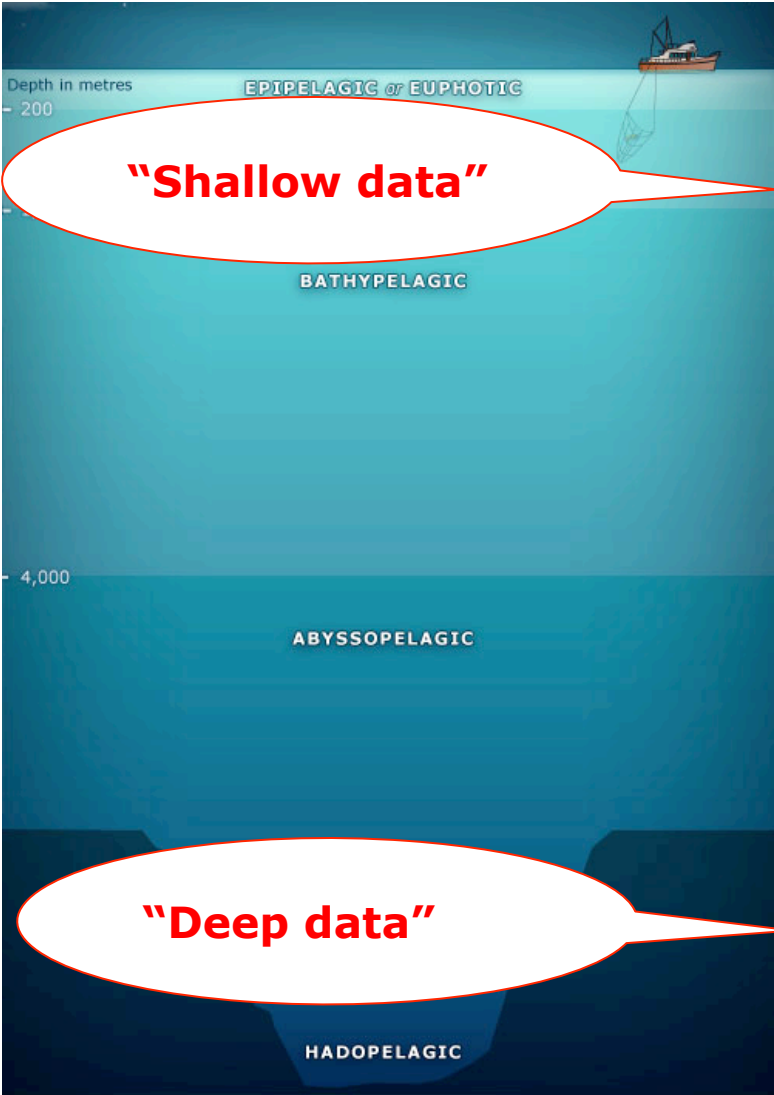 Depth in metres
EPIPELAGIC or EUPHOTIC
200
“Shallow data”
BATHYPELAGIC
4,000
ABYSSOPELAGIC
“Deep data”
HADOPELAGIC